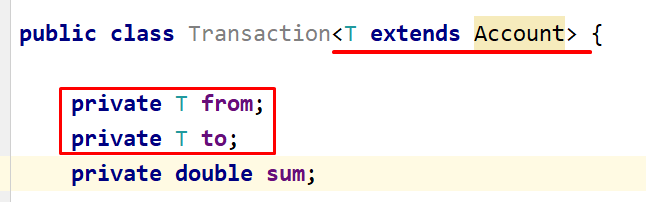 public class Transaction<T extends Account> {
private T from;
private T to;
private double sum;